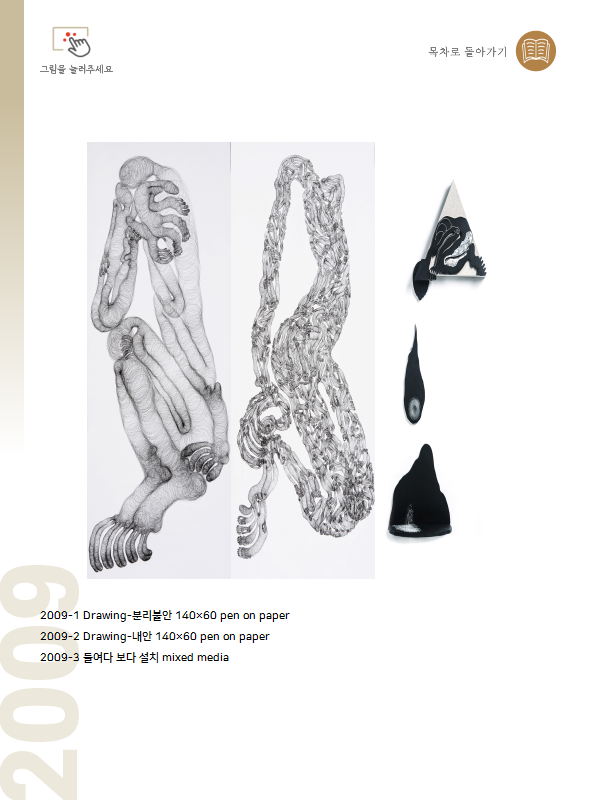 그림을 눌러주세요
목차로 돌아가기
2009-1 Drawing-분리불안 140×60 pen on paper
2009-2 Drawing-내안 140×60 pen on paper
2009-3 들여다 보다 설치 mixed media
2009